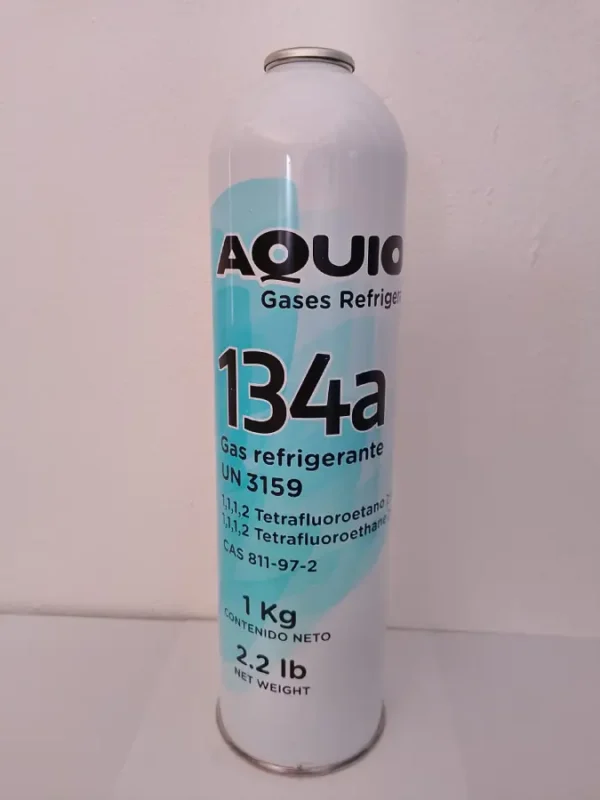 AQUIO
Gases Refriger
134a
Gas refrigerante
UN 3159
1,1,1,2 Tetrafluoroetano
1,1,1,2 Tetrafluoroethane
CAS 811-97-2
1 Kg
CONTENIDO NETO
2.2 lb
NET WEIGHT